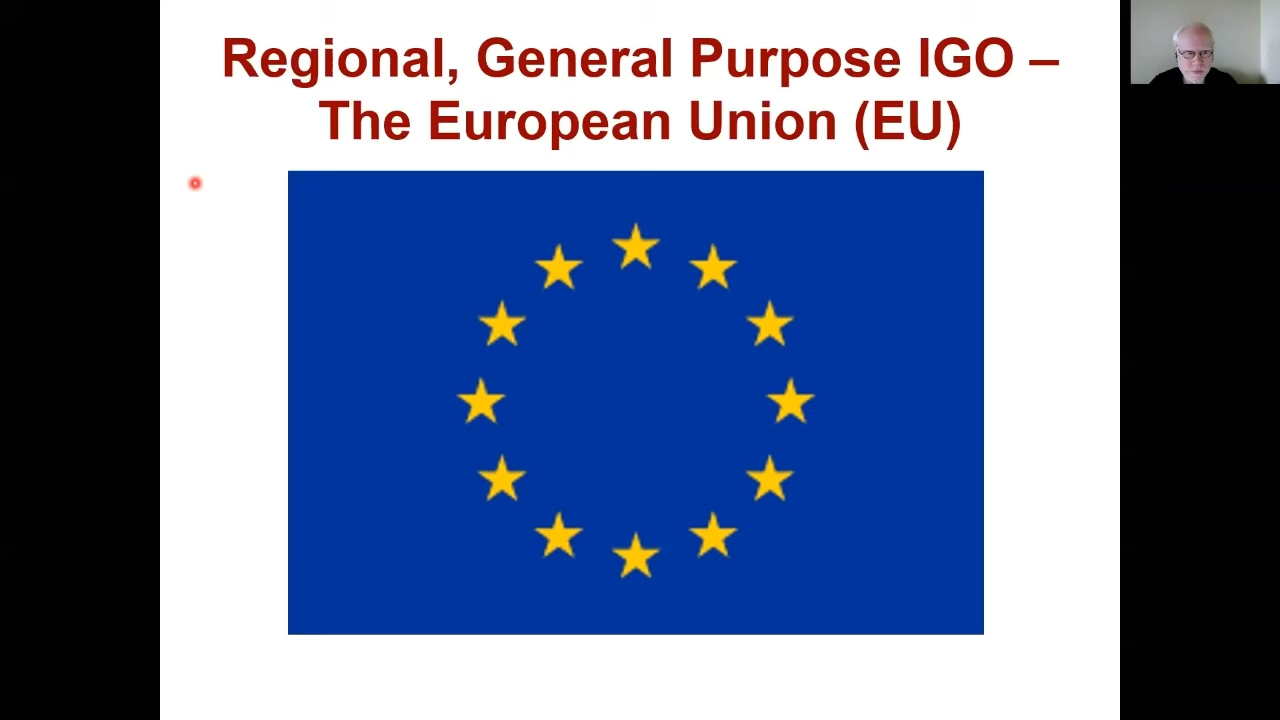 Regional, General Purpose IGO –
The European Union (EU)